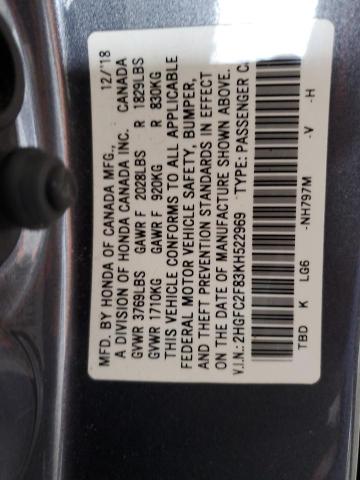 MFD. BY HONDA OF CANADA MFG., 12/'18
A DIVISION OF HONDA CANADA INC. CANADA
GVWR 3769LBS GAWR F 2028LBS R 1829LBS
GVWR 1710KG GAWR F 920KG R 830KG
THIS VEHICLE CONFORMS TO ALL APPLICABLE
FEDERAL MOTOR VEHICLE SAFETY, BUMPER,
AND THEFT PREVENTION STANDARDS IN EFFECT
ON THE DATE OF MANUFACTURE SHOWN ABOVE.
V.I.N.: 2HGFC2F83KH522969 TYPE: PASSENGER CA
TBD K LG6 -NH797M -V -H